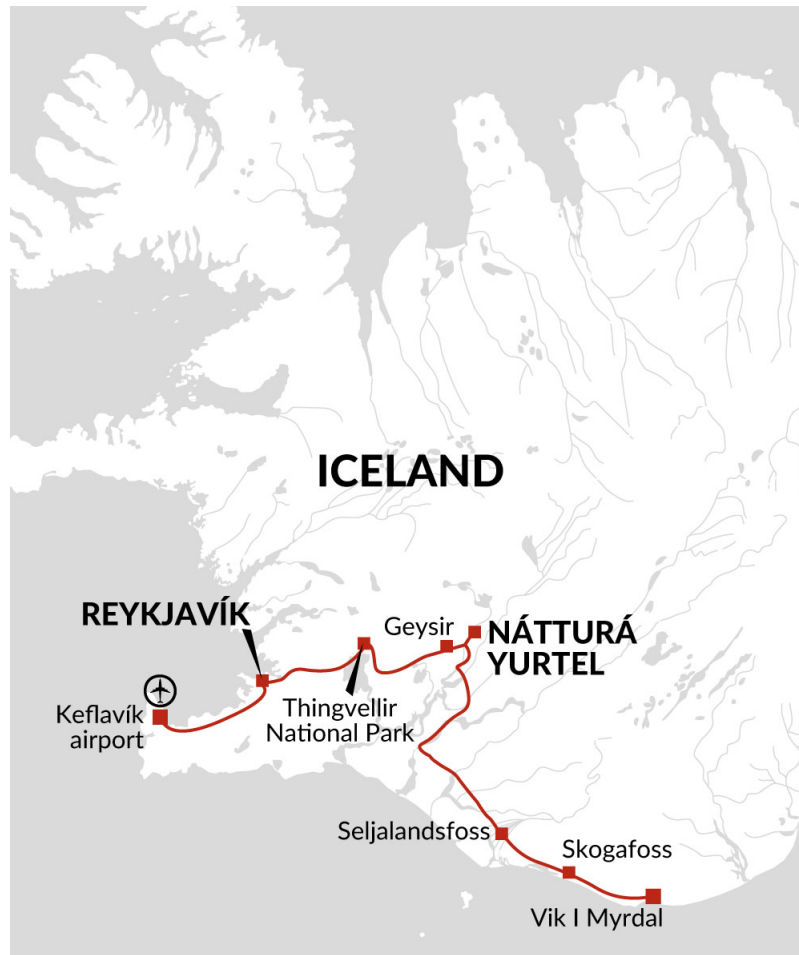 ICELAND
REYKJAVÍK
Geysir
NÁTTURÁ
YURTEL
Keflavík
airport
Thingvellir
National Park
Seljalandsfoss
Skogafoss
Vik I Myrdal